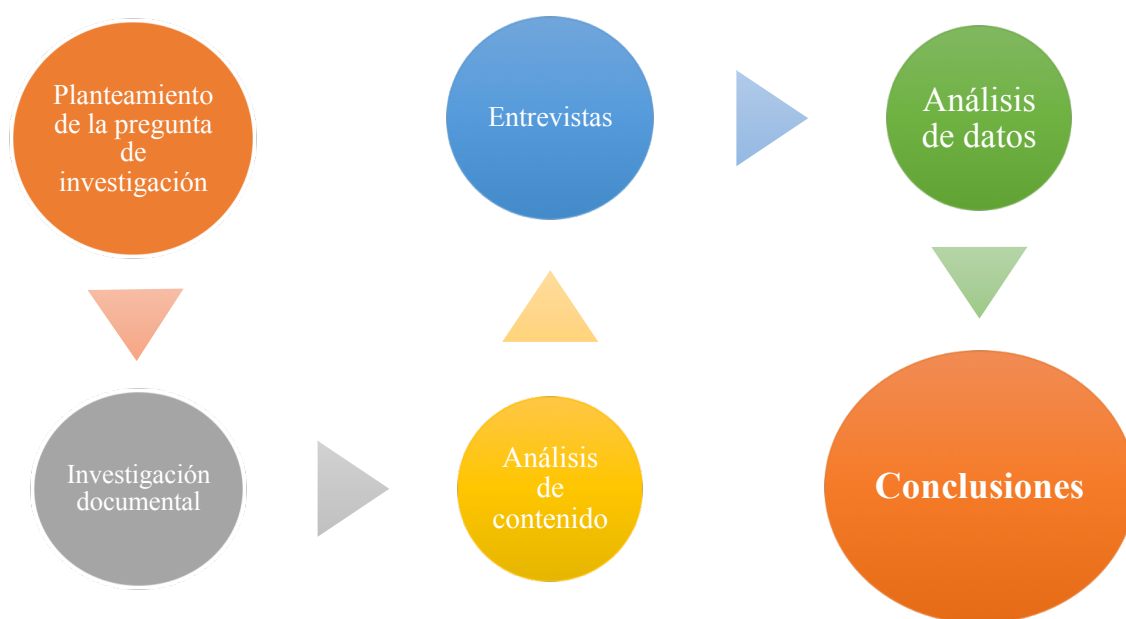 Planteamiento
de la pregunta
de
investigación
Investigación
documental
Análisis
de
contenido
Entrevistas
Análisis
de datos
Conclusiones